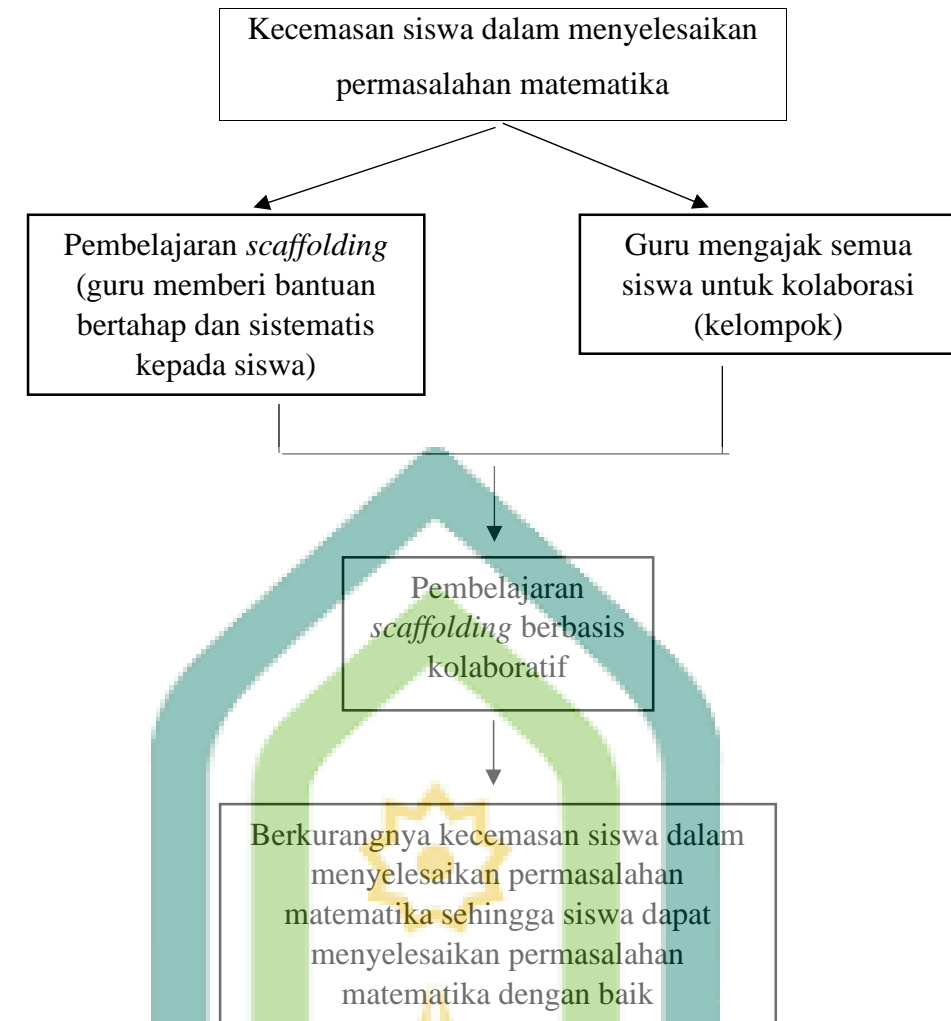 Kecemasan siswa dalam menyelesaikan
permasalahan matematika
Pembelajaran scaffolding
(guru memberi bantuan
bertahap dan sistematis
kepada siswa)
Guru mengajak semua
siswa untuk kolaborasi
(kelompok)
Pembelajaran
scaffolding berbasis
kolaboratif
Berkurangnya kecemasan siswa dalam
menyelesaikan permasalahan
matematika sehingga siswa dapat
menyelesaikan permasalahan
matematika dengan baik